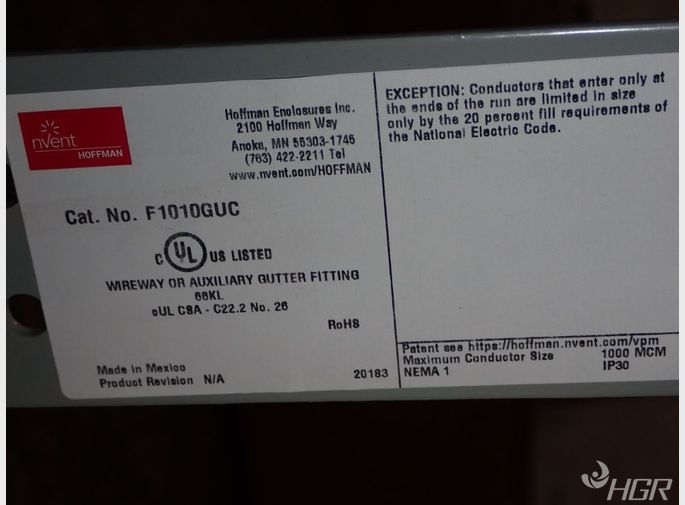 nVent
HOFFMAN
Hoffman Enclosures Inc.
2100 Hoffman Way
Anoka, MN 55303-1745
(763) 422-2211 Tel
www.nvent.com/HOFFMAN
Cat. No. F1010GUC
C UL US LISTED
WIREWAY OR AUXILIARY GUTTER FITTING
66KL
cUL CSA - C22.2 No. 26
RoHS
Made in Mexico
Product Revision N/A
20183
EXCEPTION: Conductors that enter only at
the ends of the run are limited in size
only by the 20 percent fill requirements of
the National Electric Code.
Patent see https://hoffman.nvent.com/vpm
Maximum Conductor Size 1000 MCM
NEMA 1 IP30
HGR